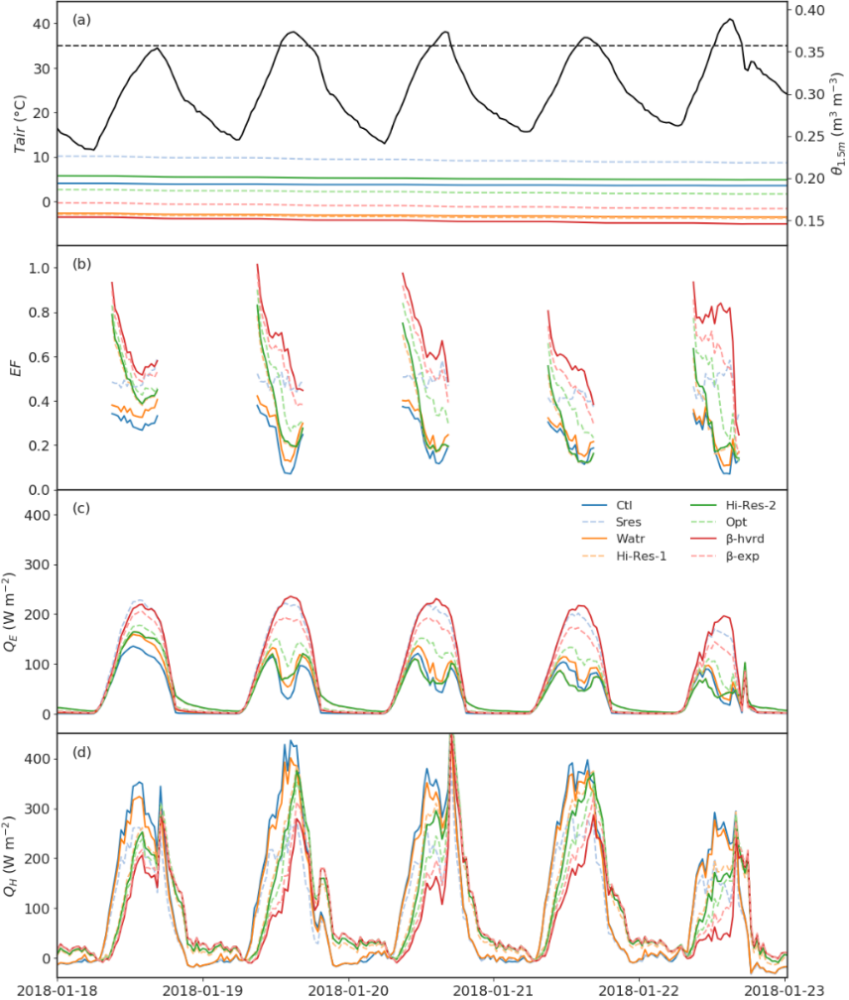 (a)
40
30
20
10
0
Tair (°C)
0.40
0.35
0.30
0.25
0.20
0.15
θ1.5m (m³ m⁻³)
(b)
1.0
0.8
0.6
0.4
0.2
0.0
EF
(c)
400
300
200
100
0
QE (W m⁻²)
Ctl
Sres
Watr
Hi-Res-1
Hi-Res-2
Opt
β-hvrd
β-exp
(d)
400
300
200
100
0
QH (W m⁻²)
2018-01-18 2018-01-19 2018-01-20 2018-01-21 2018-01-22 2018-01-23